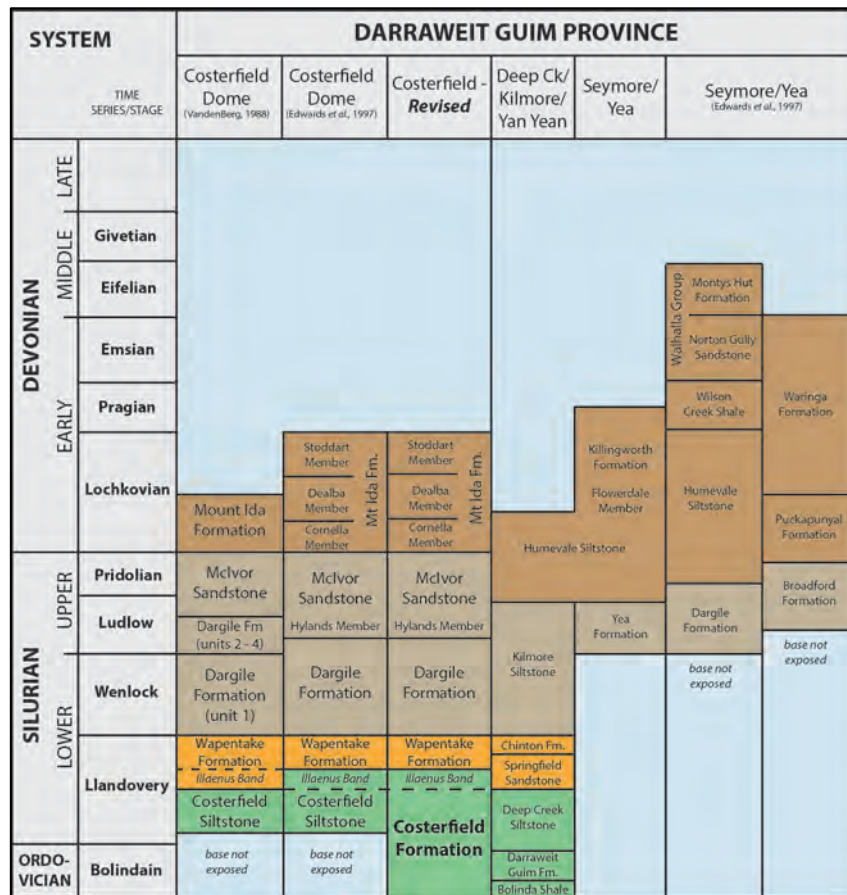 SYSTEM
DARRAWEIT GUIM PROVINCE
TIME
SERIES/STAGE
Costerfield
Dome
(VandenBerg, 1988)
Costerfield
Dome
(Edwards et al., 1997)
Costerfield -
Revised
Deep Ck/
Kilmore/
Yan Yean
Seymore/
Yea
Seymore/Yea
(Edwards et al., 1997)
DEVONIAN
LATE
MIDDLE
Givetian
Eifelian
EARLY
Emsian
Pragian
Lochkovian
SILURIAN
UPPER
Pridolian
Ludlow
LOWER
Wenlock
Llandovery
ORDO-
VICIAN
Bolindain
Mount Ida
Formation
McIvor
Sandstone
Dargile Fm
(units 2 - 4)
Dargile
Formation
(unit 1)
Wapentake
Formation
Illaenus Band
Costerfield
Siltstone
base not
exposed
Stoddart
Member
Dealba
Member
Cornella
Member
Mt Ida Fm.
McIvor
Sandstone
Hylands Member
Dargile
Formation
Wapentake
Formation
Illaenus Band
Costerfield
Siltstone
base not
exposed
Stoddart
Member
Dealba
Member
Cornella
Member
Mt Ida Fm.
McIvor
Sandstone
Hylands Member
Dargile
Formation
Wapentake
Formation
Illaenus Band
Costerfield
Formation
Humevale Siltstone
Kilmore
Siltstone
Chinton Fm.
Springfield
Sandstone
Deep Creek
Siltstone
Darraweit
Guim Fm.
Bolinda Shale
Killingworth
Formation
Flowerdale
Member
Yea
Formation
Walhalla Group
Montys Hut
Formation
Norton Gully
Sandstone
Wilson
Creek Shale
Humevale
Siltstone
Dargile
Formation
base not
exposed
Waringa
Formation
Puckapunyal
Formation
Broadford
Formation
base not
exposed